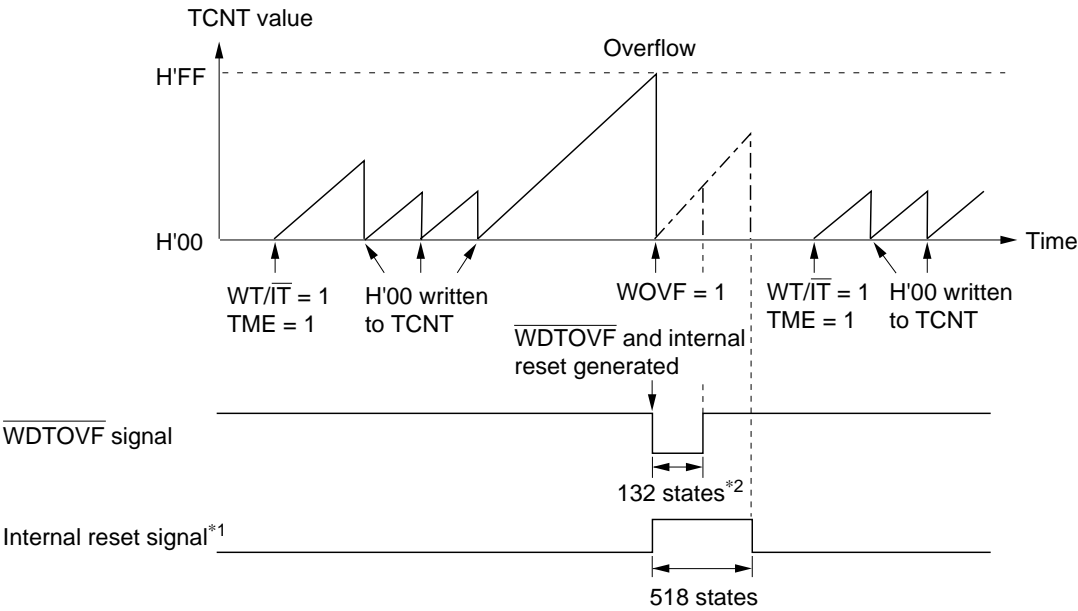 TCNT value
Overflow
H'FF
H'00
Time
WT/IT = 1
TME = 1
H'00 written
to TCNT
WOVF = 1
WT/IT = 1
TME = 1
H'00 written
to TCNT
WDTOVF and internal
reset generated
WDTOVF signal
132 states*2
Internal reset signal*1
518 states